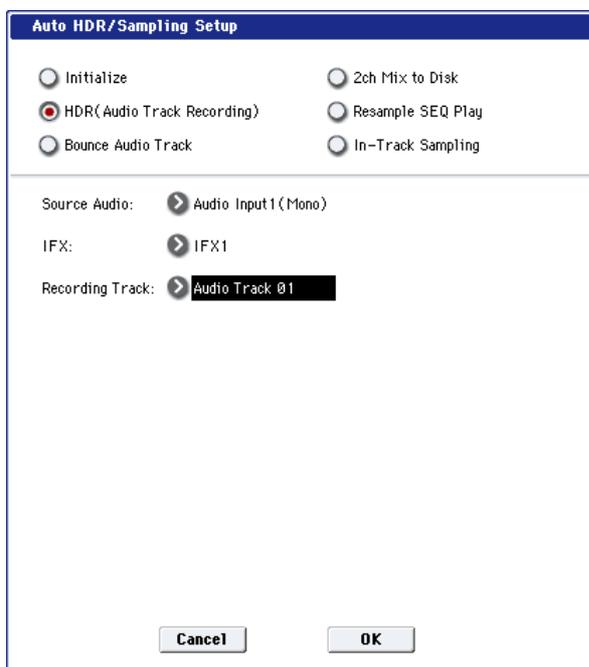 Auto HDR/Sampling Setup
Initialize
2ch Mix to Disk
HDR(Audio Track Recording)
Resample SEQ Play
Bounce Audio Track
In-Track Sampling
Source Audio: Audio Input1(Mono)
IFX: IFX1
Recording Track: Audio Track 01
Cancel
OK